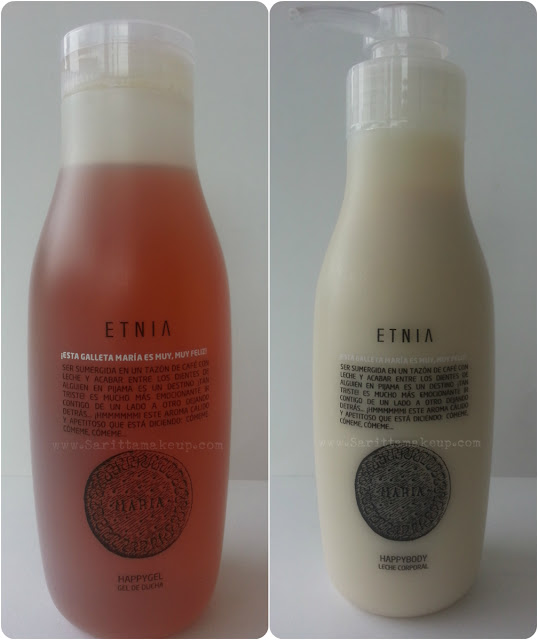 ETNIA
¡ESTA GALLETA MARÍA ES MUY, MUY FELIZ!
SER SUMERGIDA EN UN TAZÓN DE CAFÉ CON
LECHE Y ACABAR ENTRE LOS DIENTES DE
ALGUIEN EN PIJAMA ES UN DESTINO ¡TAN
TRISTE! ES MUCHO MÁS EMOCIONANTE IR
CONTIGO DE UN LADO A OTRO DEJANDO
DETRÁS... ¡HMMMMMMM! ESTE AROMA CÁLIDO
Y APETITOSO QUE ESTÁ DICIENDO: CÓMEME,
CÓMEME, CÓMEME...
www.Sarittamakeup.com
MARIA
HAPPYGEL
GEL DE DUCHA
ETNIA
¡ESTA GALLETA MARÍA ES MUY, MUY FELIZ!
SER SUMERGIDA EN UN TAZÓN DE CAFÉ CON
LECHE Y ACABAR ENTRE LOS DIENTES DE
ALGUIEN EN PIJAMA ES UN DESTINO ¡TAN
TRISTE! ES MUCHO MÁS EMOCIONANTE IR
CONTIGO DE UN LADO A OTRO DEJANDO
DETRÁS... ¡HMMMMMMM! ESTE AROMA CÁLIDO
Y APETITOSO QUE ESTÁ DICIENDO: CÓMEME,
CÓMEME, CÓMEME...
www.Sarittamakeup.com
MARIA
HAPPYBODY
LECHE CORPORAL